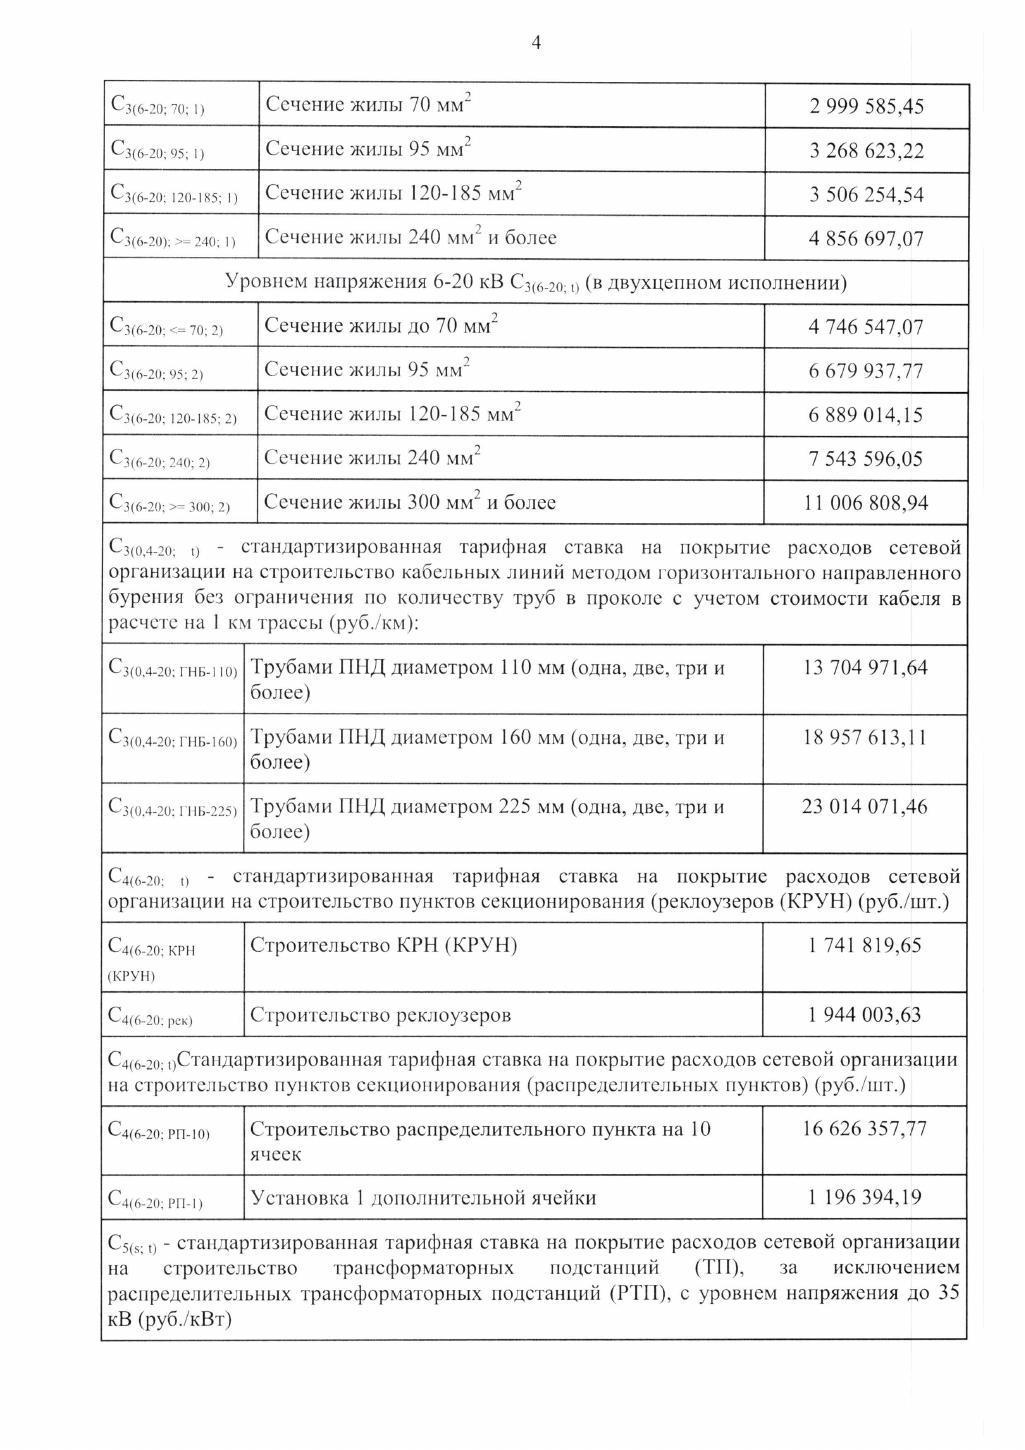 4
С3(6-20; 70; 1) Сечение жилы 70 мм2 2 999 585,45
С3(6-20; 95; 1) Сечение жилы 95 мм2 3 268 623,22
С3(6-20; 120-185; 1) Сечение жилы 120-185 мм2 3 506 254,54
С3(6-20); >= 240; 1) Сечение жилы 240 мм2 и более 4 856 697,07
Уровнем напряжения 6-20 кВ С3(6-20; t) (в двухцепном исполнении)
С3(6-20; <= 70; 2) Сечение жилы до 70 мм2 4 746 547,07
С3(6-20; 95; 2) Сечение жилы 95 мм2 6 679 937,77
С3(6-20; 120-185; 2) Сечение жилы 120-185 мм2 6 889 014,15
С3(6-20; 240; 2) Сечение жилы 240 мм2 7 543 596,05
С3(6-20; >= 300; 2) Сечение жилы 300 мм2 и более 11 006 808,94
С3(0,4-20; t) - стандартизированная тарифная ставка на покрытие расходов сетевой
организации на строительство кабельных линий методом горизонтального направленного
бурения без ограничения по количеству труб в проколе с учетом стоимости кабеля в
расчете на 1 км трассы (руб./км):
С3(0,4-20; ГНБ-110) Трубами ПНД диаметром 110 мм (одна, две, три и 13 704 971,64
более)
С3(0,4-20; ГНБ-160) Трубами ПНД диаметром 160 мм (одна, две, три и 18 957 613,11
более)
С3(0,4-20; ГНБ-225) Трубами ПНД диаметром 225 мм (одна, две, три и 23 014 071,46
более)
С4(6-20; t) - стандартизированная тарифная ставка на покрытие расходов сетевой
организации на строительство пунктов секционирования (реклоузеров (КРУН) (руб./шт.)
С4(6-20; КРН Строительство КРН (КРУН) 1 741 819,65
(КРУН)
С4(6-20; рек) Строительство реклоузеров 1 944 003,63
С4(6-20; t)Стандартизированная тарифная ставка на покрытие расходов сетевой организации
на строительство пунктов секционирования (распределительных пунктов) (руб./шт.)
С4(6-20; РП-10) Строительство распределительного пункта на 10 16 626 357,77
ячеек
С4(6-20; РП-1) Установка 1 дополнительной ячейки 1 196 394,19
С5(s; t) - стандартизированная тарифная ставка на покрытие расходов сетевой организации
на строительство трансформаторных подстанций (ТП), за исключением
распределительных трансформаторных подстанций (РТП), с уровнем напряжения до 35
кВ (руб./кВт)